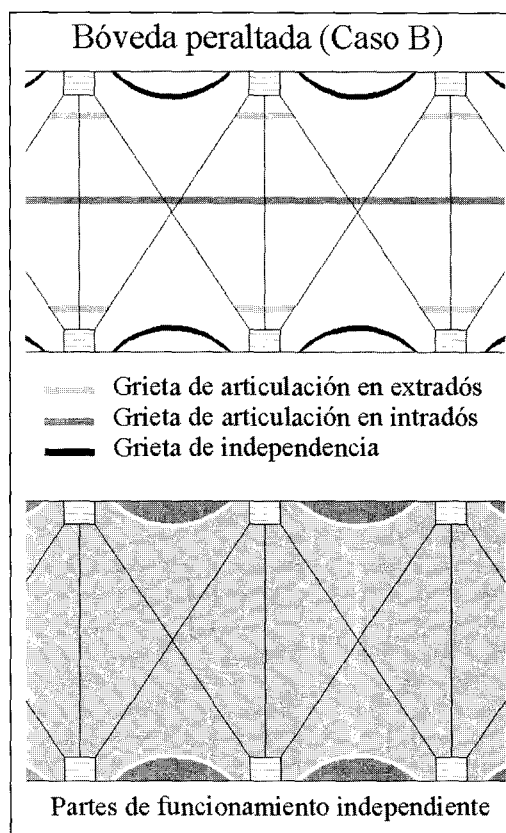 Bóveda peraltada (Caso B)
Grieta de articulación en extradós
Grieta de articulación en intradós
Grieta de independencia
Partes de funcionamiento independiente